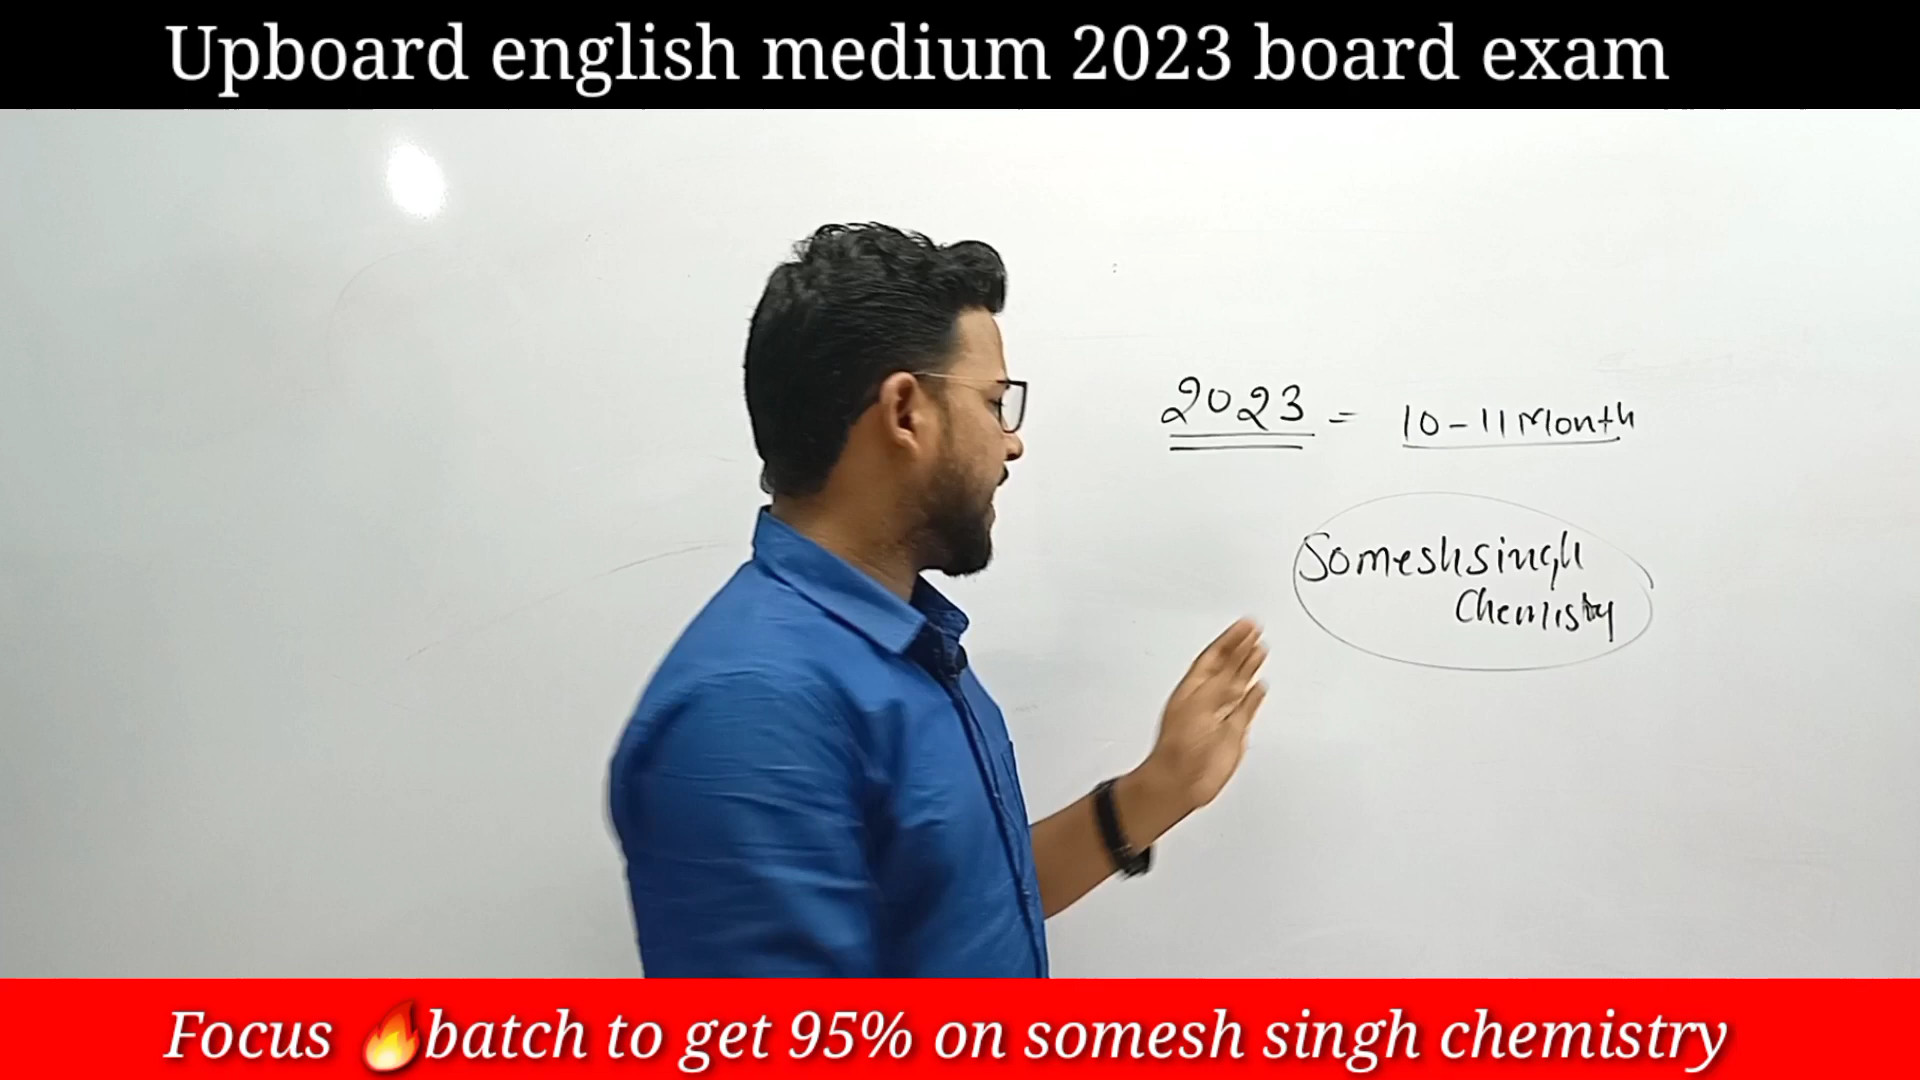 Upboard english medium 2023 board exam
2023 = 10-11 Month
Someshsingh
Chemistry
Focus 🔥batch to get 95% on somesh singh chemistry